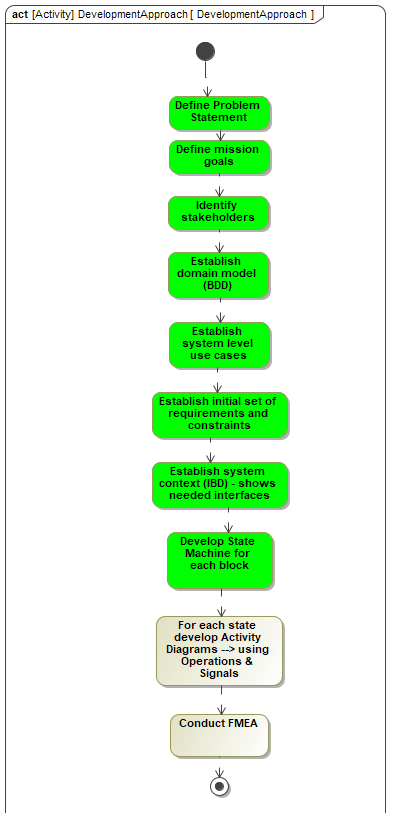 act [Activity] DevelopmentApproach [ DevelopmentApproach ]
Define Problem
Statement
Define mission
goals
Identify
stakeholders
Establish
domain model
(BDD)
Establish
system level
use cases
Establish initial set of
requirements and
constraints
Establish system
context (IBD) - shows
needed interfaces
Develop State
Machine for
each block
For each state
develop Activity
Diagrams --> using
Operations &
Signals
Conduct FMEA